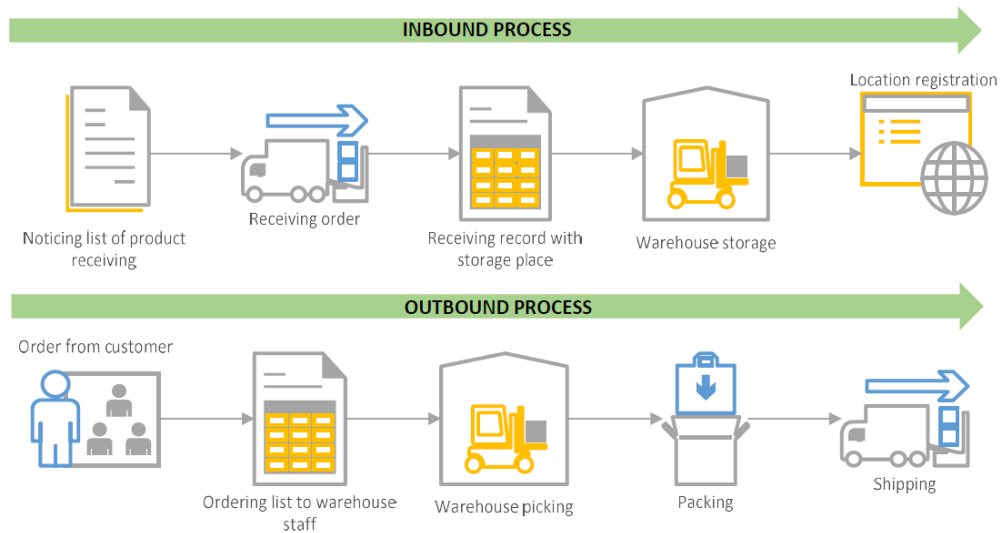 INBOUND PROCESS
Location registration
Receiving order
Noticing list of product
receiving
Receiving record with
storage place
Warehouse storage
OUTBOUND PROCESS
Order from customer
Ordering list to warehouse
staff
Warehouse picking
Packing
Shipping